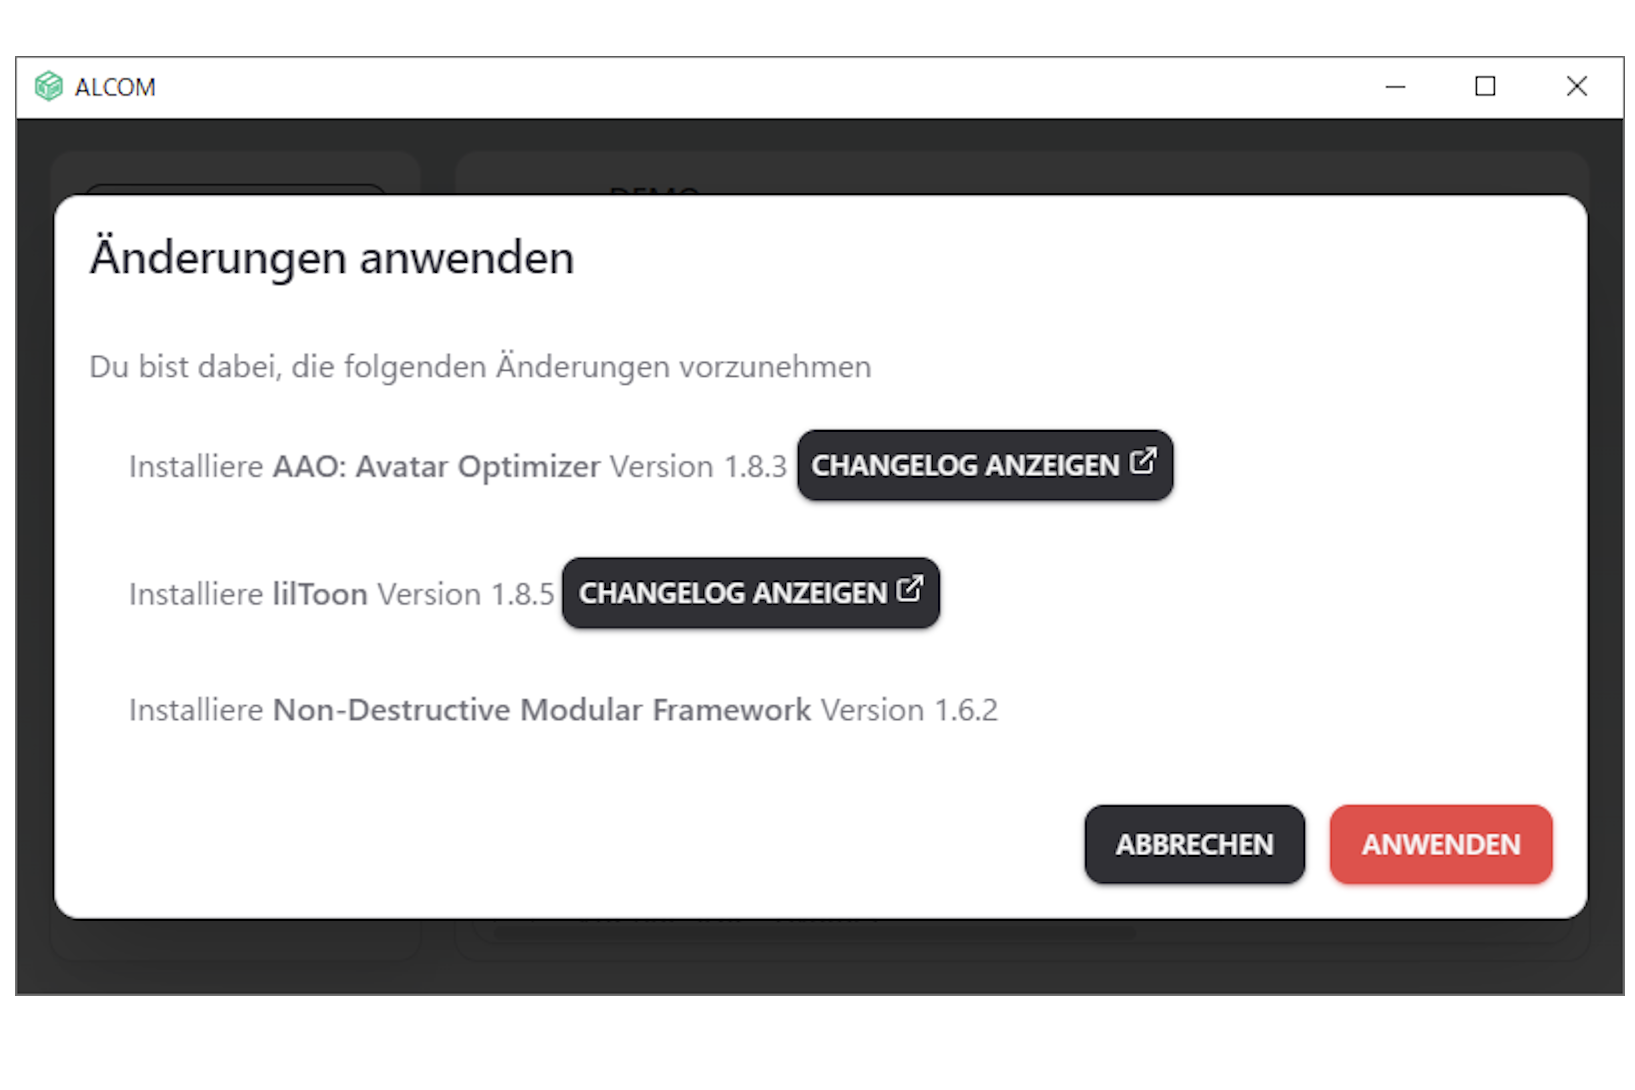 ALCOM
DEMO
Änderungen anwenden
Du bist dabei, die folgenden Änderungen vorzunehmen
Installiere AAO: Avatar Optimizer Version 1.8.3 CHANGELOG ANZEIGEN
Installiere lilToon Version 1.8.5 CHANGELOG ANZEIGEN
Installiere Non-Destructive Modular Framework Version 1.6.2
ABBRECHEN ANWENDEN